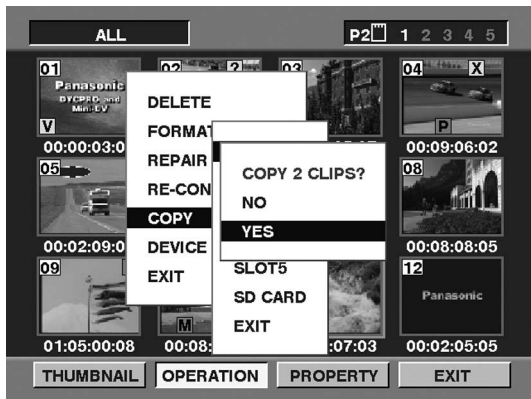 ALL
P2 1 2 3 4 5
01
Panasonic
DVCPRO and
Mini-DV
V
00:00:03:0
02
?
03
04
X
P
00:09:06:02
05
00:02:09:0
08
00:08:08:05
09
01:05:00:08
M
00:08:
:07:03
12
Panasonic
00:02:05:05
DELETE
FORMAT
REPAIR
RE-CON
COPY
DEVICE
EXIT
SLOT5
SD CARD
EXIT
COPY 2 CLIPS?
NO
YES
THUMBNAIL
OPERATION
PROPERTY
EXIT